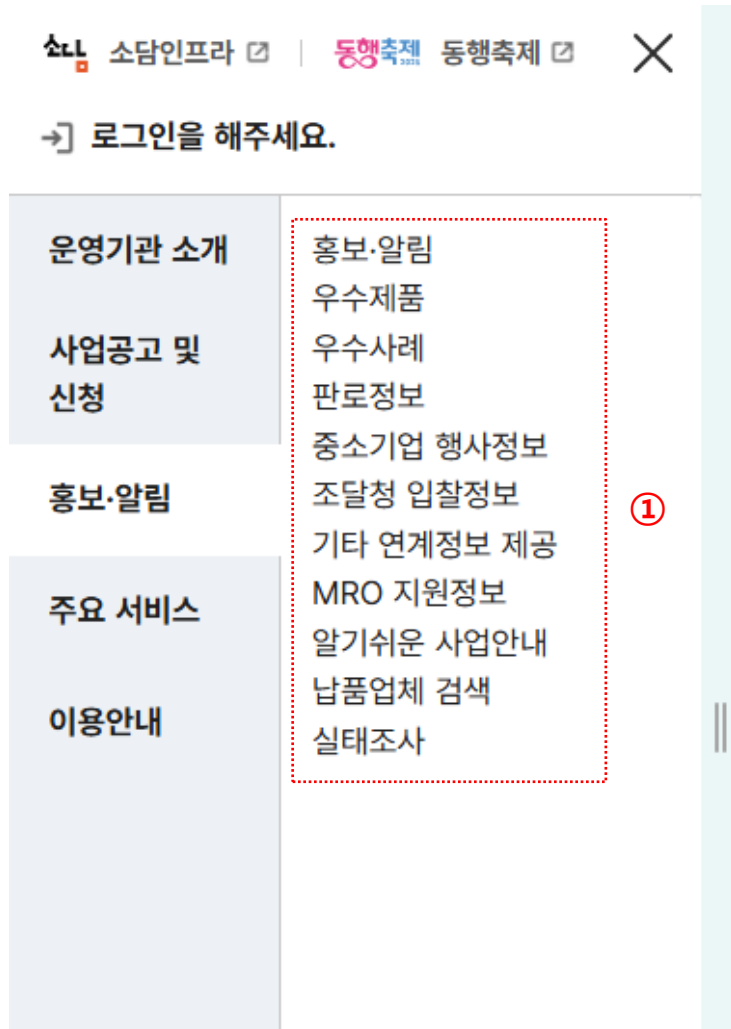 소담 소담인프라 동행축제 2025 동행축제
로그인을 해주세요.
운영기관 소개
사업공고 및
신청
홍보·알림
주요 서비스
이용안내
홍보·알림
우수제품
우수사례
판로정보
중소기업 행사정보
조달청 입찰정보
기타 연계정보 제공
MRO 지원정보
알기쉬운 사업안내
납품업체 검색
실태조사
①